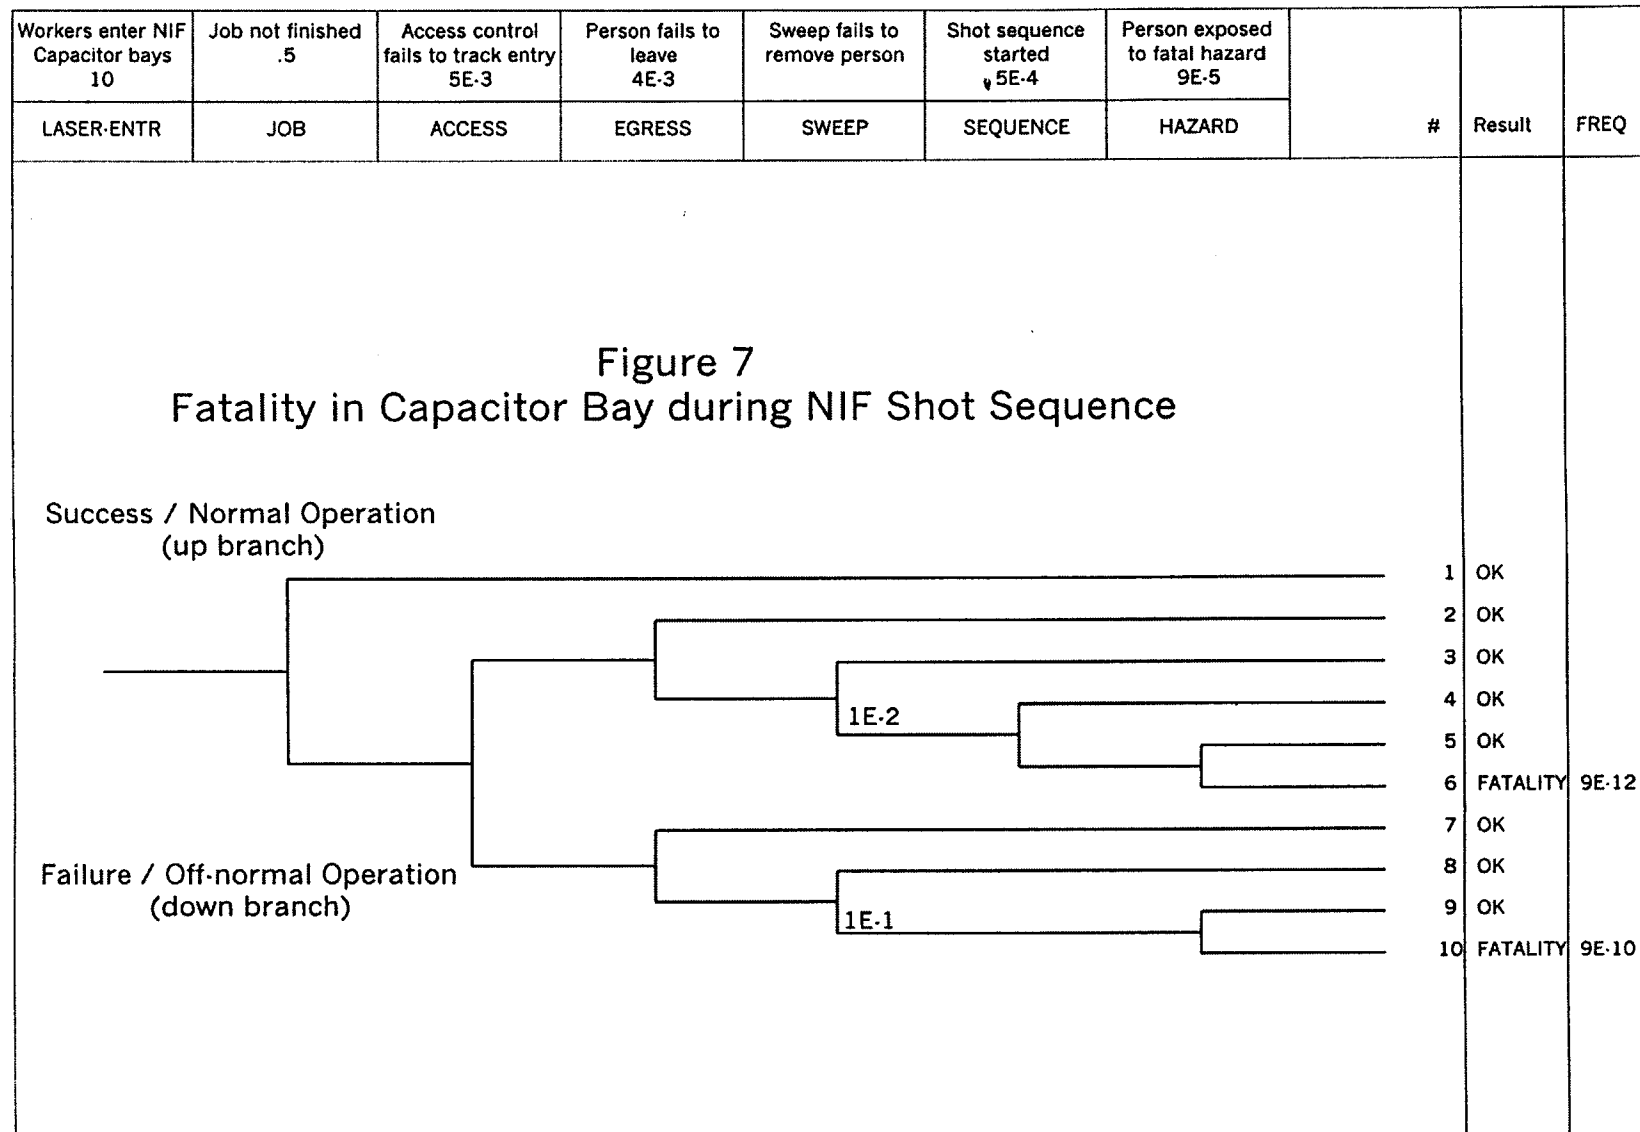 Workers enter NIF
Capacitor bays
10
Job not finished
.5
Access control
fails to track entry
5E-3
Person fails to
leave
4E-3
Sweep fails to
remove person
Shot sequence
started
5E-4
Person exposed
to fatal hazard
9E-5
LASER-ENTR
JOB
ACCESS
EGRESS
SWEEP
SEQUENCE
HAZARD
#
Result
FREQ
Figure 7
Fatality in Capacitor Bay during NIF Shot Sequence
Success / Normal Operation
(up branch)
1 OK
2 OK
3 OK
1E-2
4 OK
5 OK
6 FATALITY 9E-12
7 OK
Failure / Off-normal Operation
(down branch)
8 OK
1E-1
9 OK
10 FATALITY 9E-10